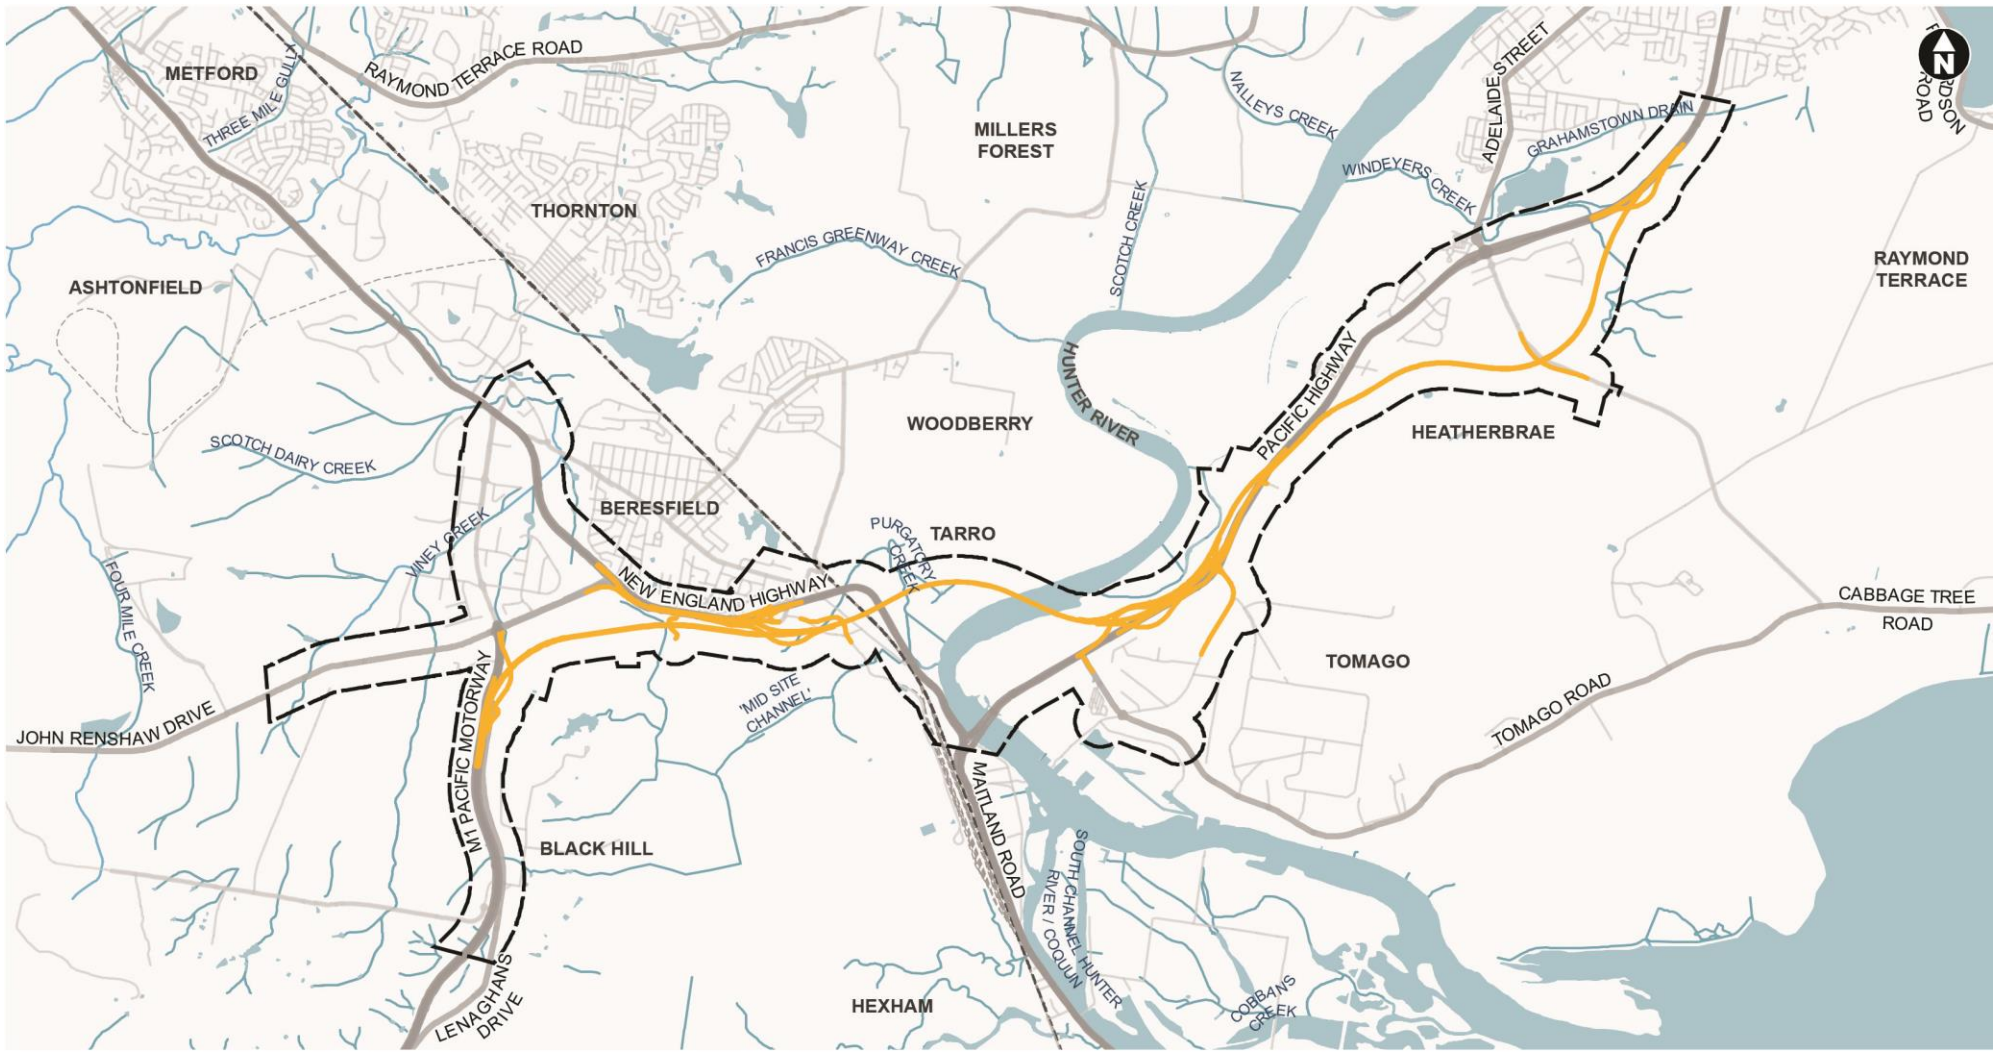 METFORD
RAYMOND TERRACE ROAD
THREE MILE GULLY
MILLERS
FOREST
NALLEYS CREEK
ADELAIDE STREET
GRAHAMSTOWN DRAIN
N
ROAD
WINDEYERS CREEK
THORNTON
FRANCIS GREENWAY CREEK
SCOTCH CREEK
RAYMOND
TERRACE
ASHTONFIELD
HUNTER RIVER
PACIFIC HIGHWAY
WOODBERRY
HEATHERBRAE
SCOTCH DAIRY CREEK
BERESFIELD
VINEY CREEK
PURGATORY
CREEK
TARRO
FOUR MILE CREEK
NEW ENGLAND HIGHWAY
CABBAGE TREE
ROAD
TOMAGO
'MID SITE
CHANNEL'
TOMAGO ROAD
JOHN RENSHAW DRIVE
M1 PACIFIC MOTORWAY
MAITLAND ROAD
BLACK HILL
SOUTH CHANNEL HUNTER
RIVER / COQUUN
LENAGHANS
DRIVE
HEXHAM
COBBANS
CREEK